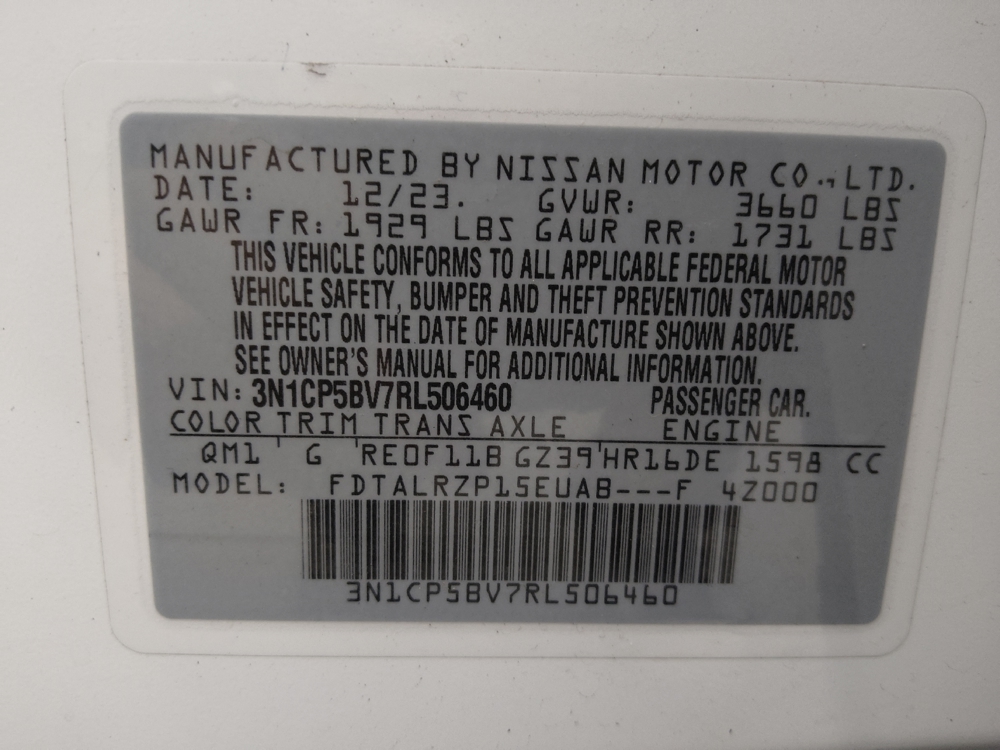 MANUFACTURED BY NISSAN MOTOR CO., LTD.
DATE: 12/23. GVWR: 3660 LBS
GAWR FR: 1929 LBS GAWR RR: 1731 LBS
THIS VEHICLE CONFORMS TO ALL APPLICABLE FEDERAL MOTOR
VEHICLE SAFETY, BUMPER AND THEFT PREVENTION STANDARDS
IN EFFECT ON THE DATE OF MANUFACTURE SHOWN ABOVE.
SEE OWNER'S MANUAL FOR ADDITIONAL INFORMATION.
VIN: 3N1CP5BV7RL506460 PASSENGER CAR.
COLOR TRIM TRANS AXLE ENGINE
QM1 G RE0F11B GZ39 HR16DE 1598 CC
MODEL: FDTALRZP15EUAB---F 4Z000
3N1CP5BV7RL506460